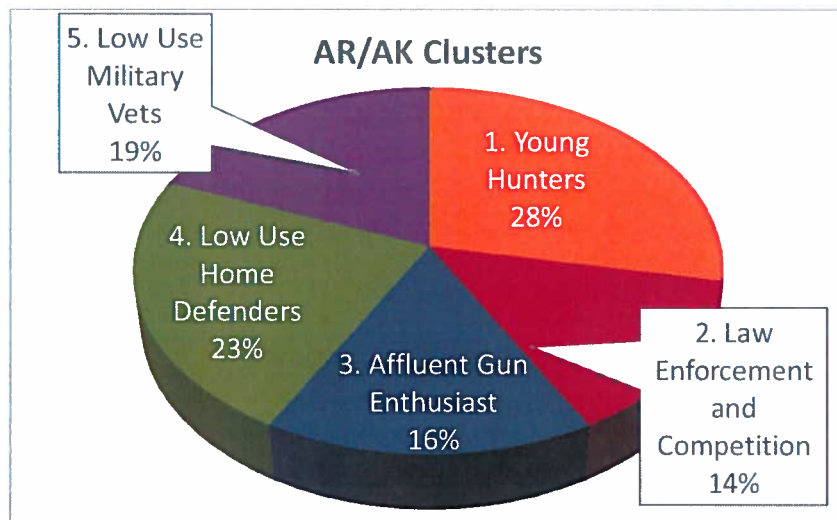 AR/AK Clusters
1. Young
Hunters
28%
2. Law
Enforcement
and
Competition
14%
3. Affluent Gun
Enthusiast
16%
4. Low Use
Home
Defenders
23%
5. Low Use
Military
Vets
19%